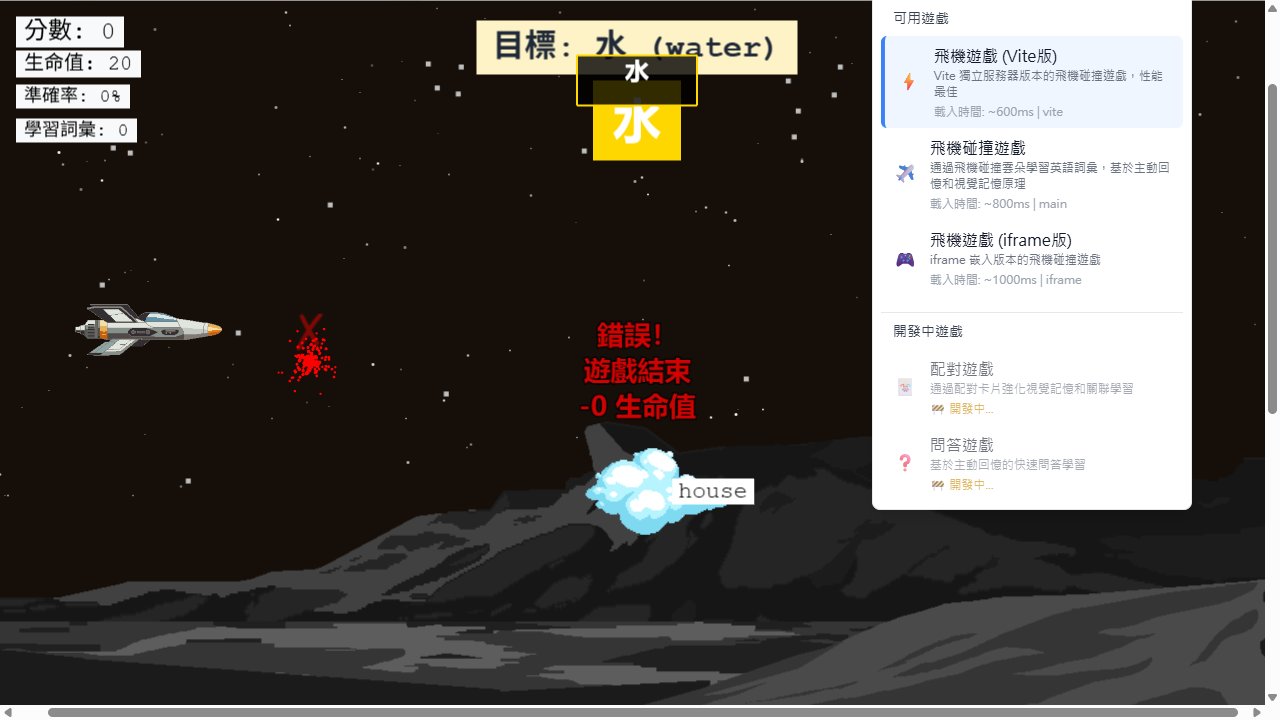 分數: 0
生命值: 20
準確率: 0%
學習詞彙: 0
目標: 水 (water)
水
水
錯誤!
遊戲結束
-0 生命值
house
可用遊戲
飛機遊戲 (Vite版)
Vite 獨立服務器版本的飛機碰撞遊戲，性能
最佳
載入時間: ~600ms | vite
飛機碰撞遊戲
通過飛機碰撞雲朵學習英語詞彙，基於主動回
憶和視覺記憶原理
載入時間: ~800ms | main
飛機遊戲 (iframe版)
iframe 嵌入版本的飛機碰撞遊戲
載入時間: ~1000ms | iframe
開發中遊戲
配對遊戲
通過配對卡片強化視覺記憶和關聯學習
🚧 開發中...
問答遊戲
基於主動回憶的快速問答學習
🚧 開發中...